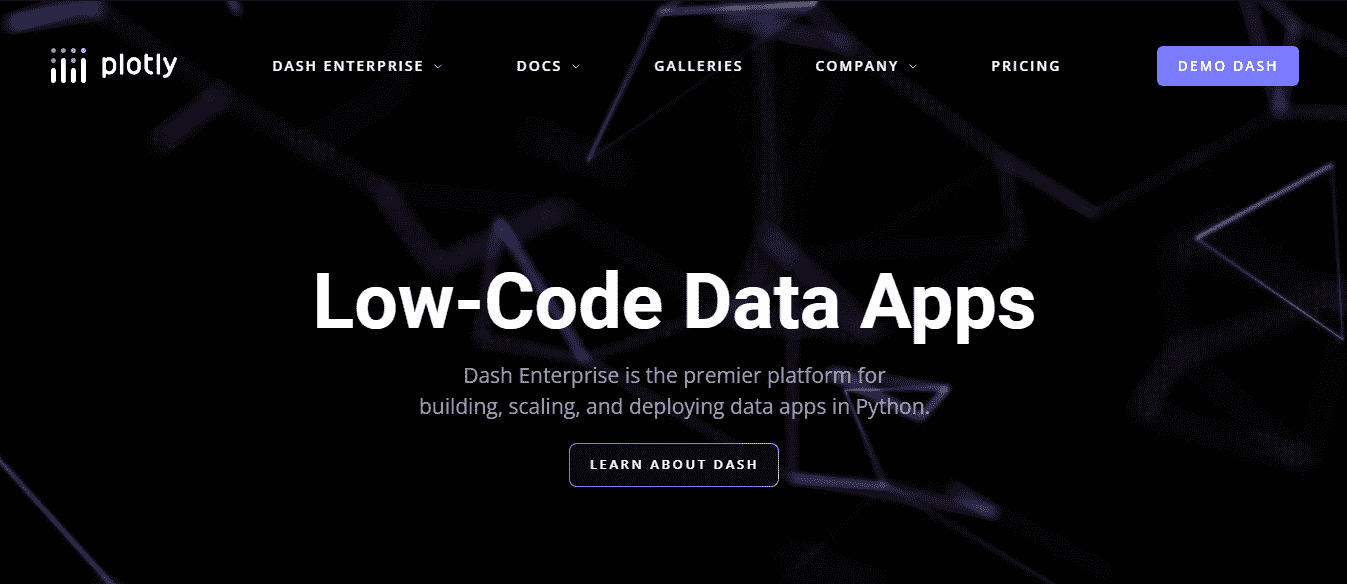 plotly
DASH ENTERPRISE
DOCS
GALLERIES
COMPANY
PRICING
DEMO DASH
Low-Code Data Apps
Dash Enterprise is the premier platform for
building, scaling, and deploying data apps in Python.
LEARN ABOUT DASH